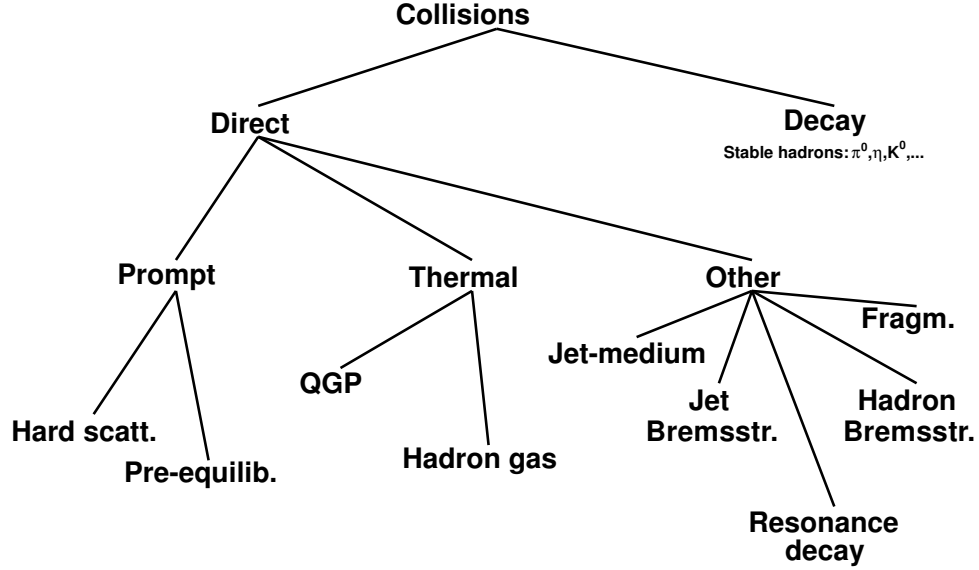 Collisions
Direct
Decay
Stable hadrons: π⁰,η,K⁰,...
Prompt
Thermal
Other
Fragm.
Jet-medium
QGP
Jet
Bremsstr.
Hadron
Bremsstr.
Hard scatt.
Pre-equilib.
Hadron gas
Resonance
decay